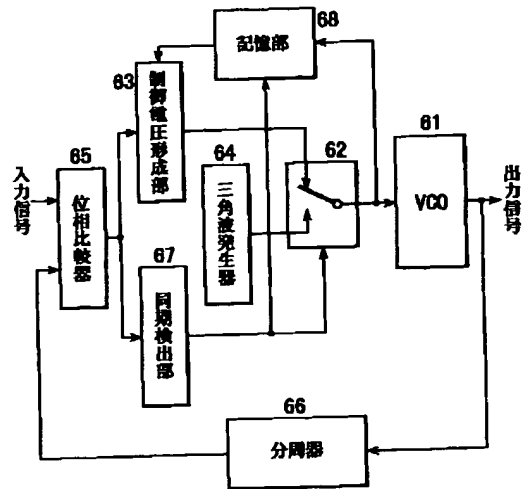 68
記憶部
63
制御電圧形成部
65
入力信号
位相比較器
64
三角波発生器
62
61
VCO
出力信号
67
同期検出部
66
分周器